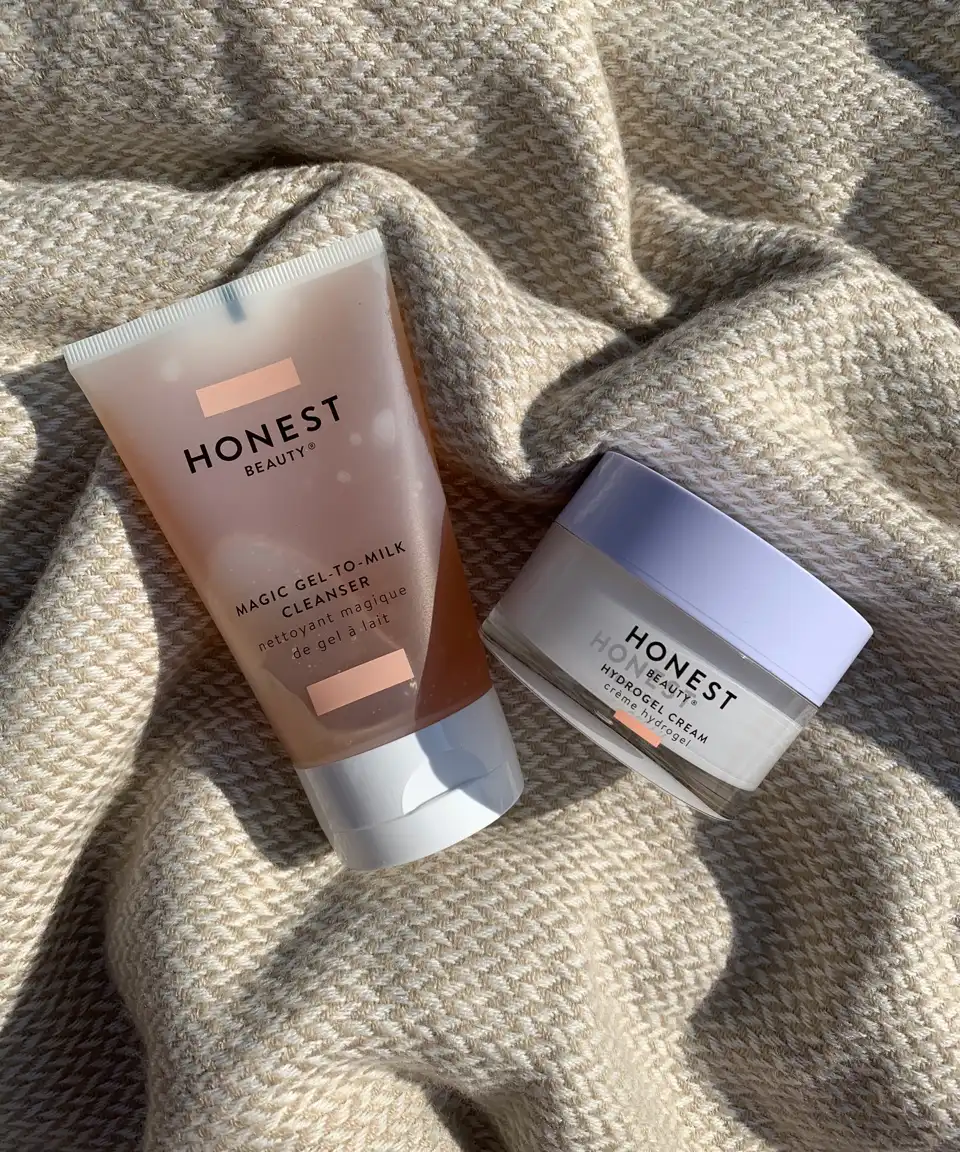 HONEST
BEAUTY®
MAGIC GEL-TO-MILK
CLEANSER
nettoyant magique
de gel à lait
HONEST
BEAUTY®
HYDROGEL CREAM
crème hydrogel